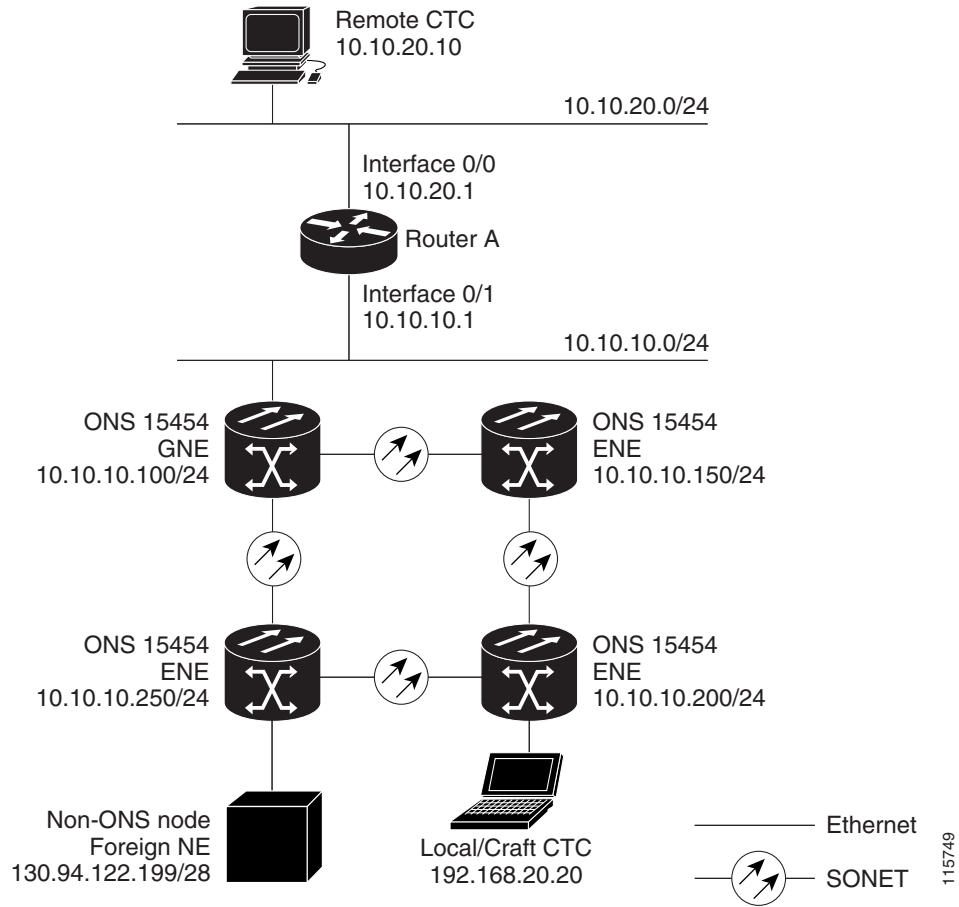 Remote CTC
10.10.20.10
10.10.20.0/24
Interface 0/0
10.10.20.1
Router A
Interface 0/1
10.10.10.1
10.10.10.0/24
ONS 15454
GNE
10.10.10.100/24
ONS 15454
ENE
10.10.10.150/24
ONS 15454
ENE
10.10.10.250/24
ONS 15454
ENE
10.10.10.200/24
Non-ONS node
Foreign NE
130.94.122.199/28
Local/Craft CTC
192.168.20.20
Ethernet
SONET
115749